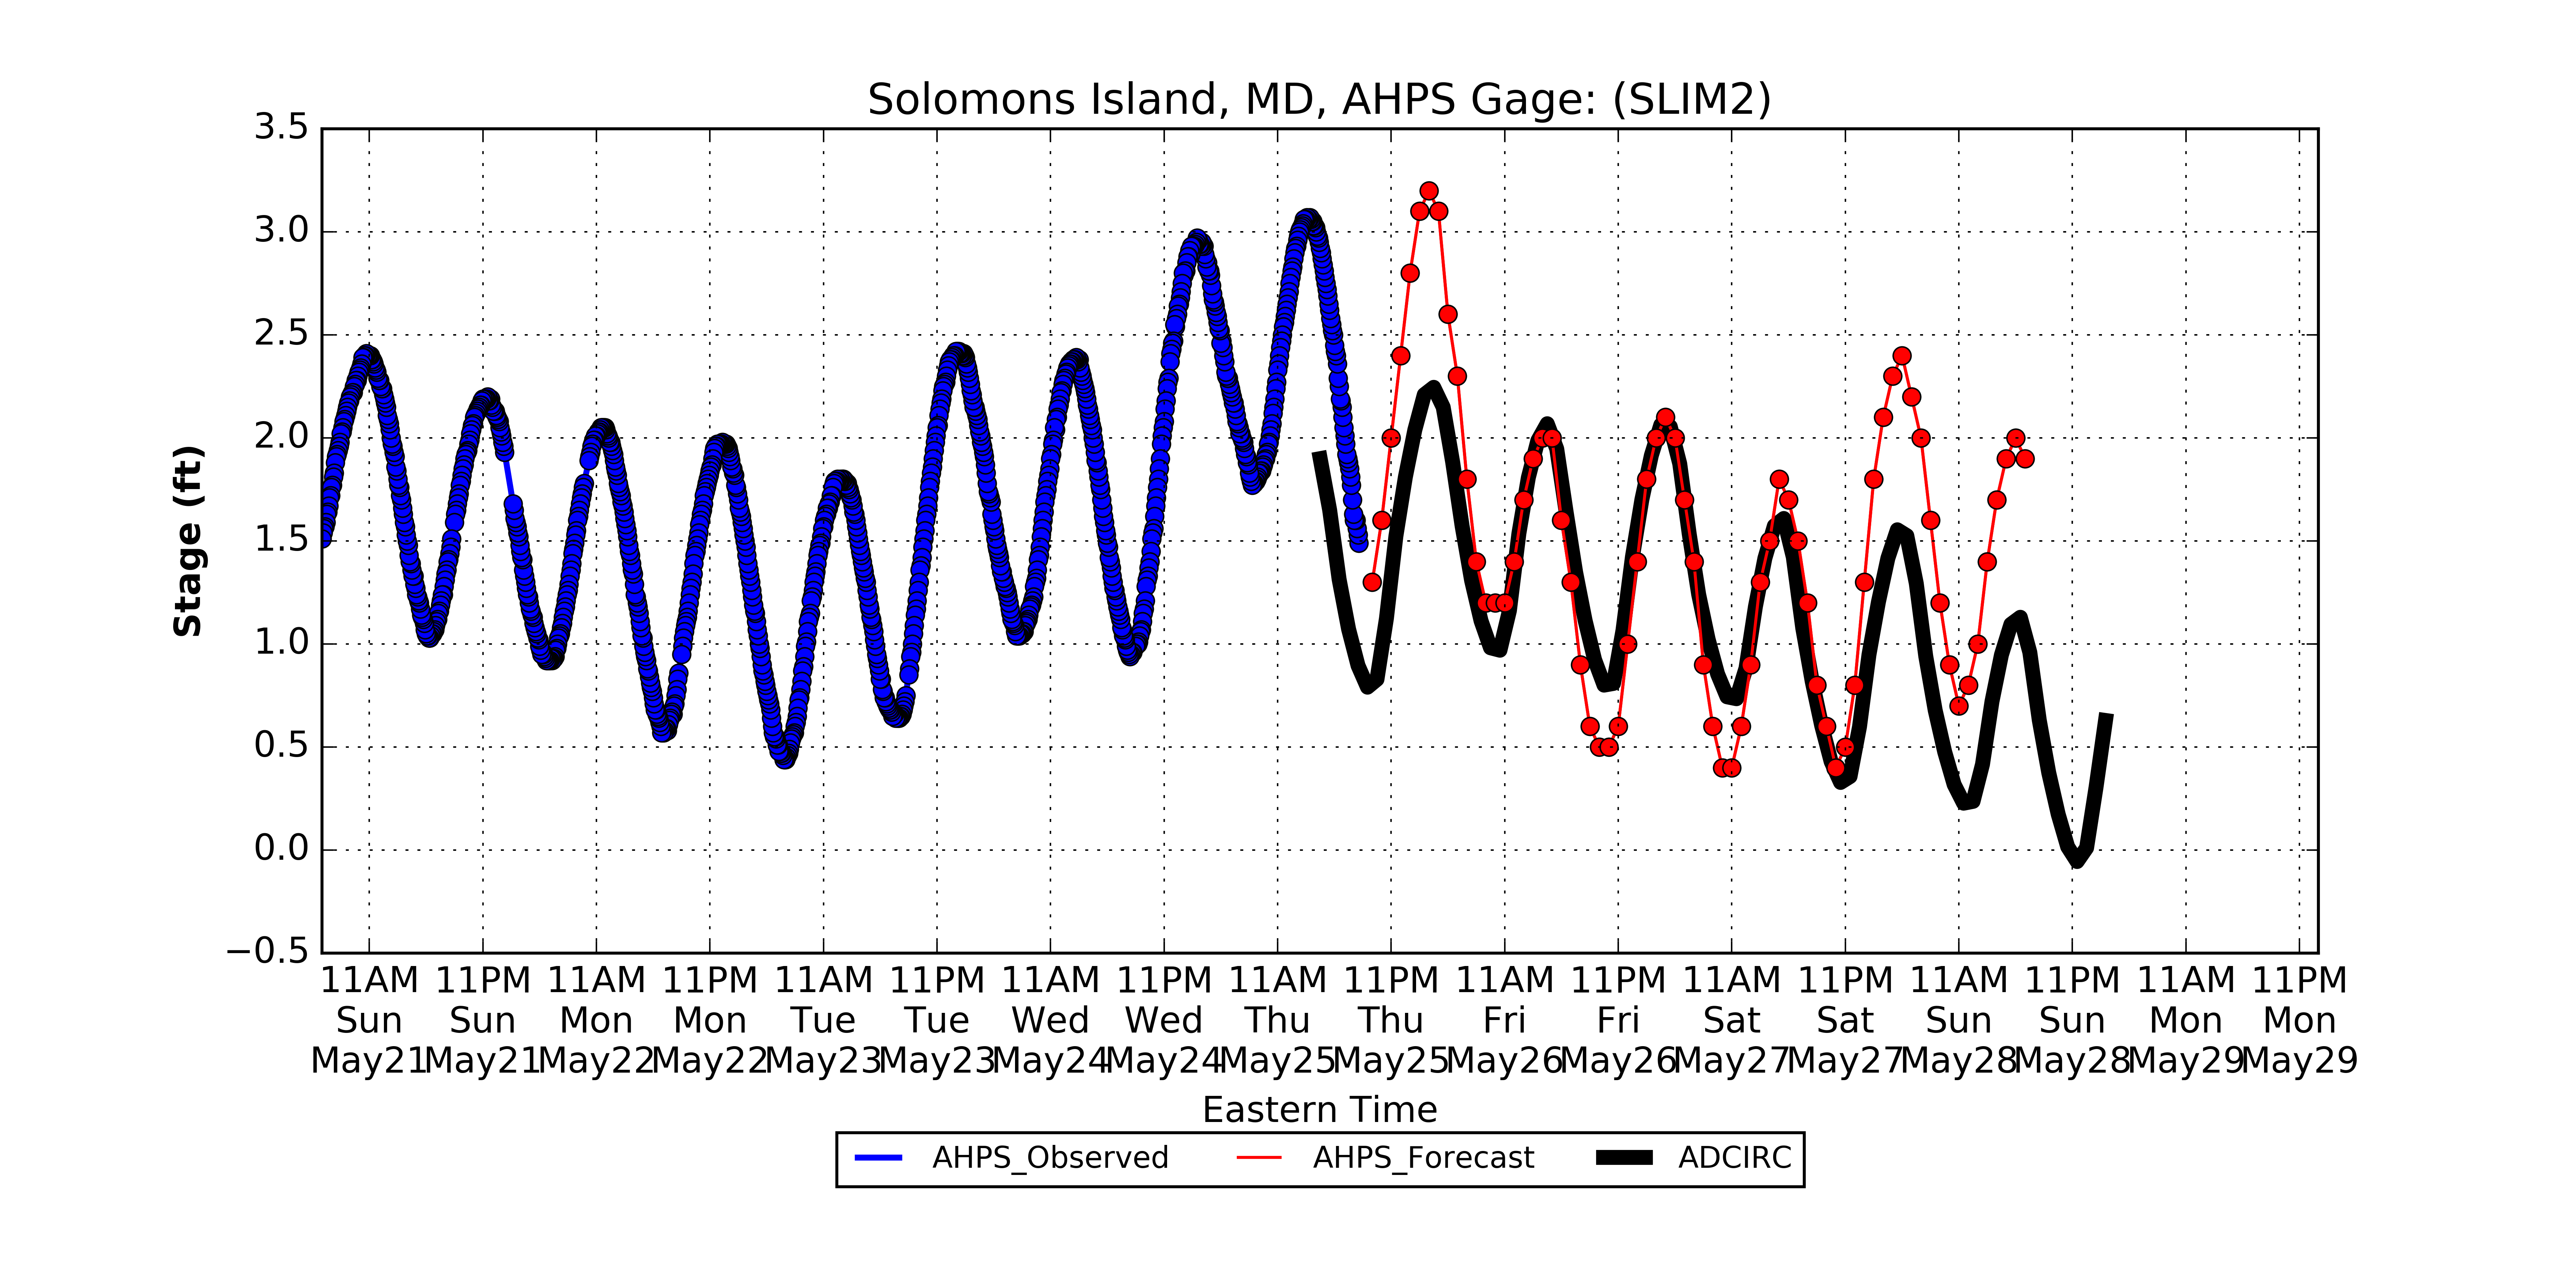 Solomons Island, MD, AHPS Gage: (SLIM2)
3.5
3.0
2.5
2.0
1.5
1.0
0.5
0.0
−0.5
Stage (ft)
11AM 11PM 11AM 11PM 11AM 11PM 11AM 11PM 11AM 11PM 11AM 11PM 11AM 11PM 11AM 11PM 11AM 11PM
Sun Sun Mon Mon Tue Tue Wed Wed Thu Thu Fri Fri Sat Sat Sun Sun Mon Mon
May21 May21 May22 May22 May23 May23 May24 May24 May25 May25 May26 May26 May27 May27 May28 May28 May29 May29
Eastern Time
AHPS_Observed AHPS_Forecast ADCIRC